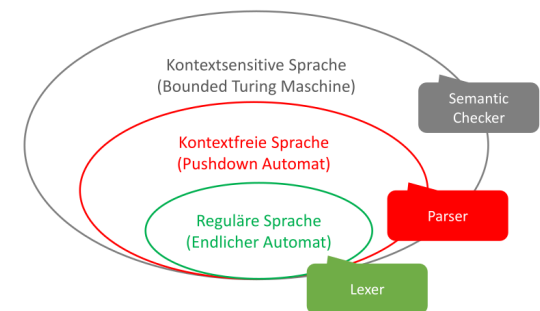 Kontextsensitive Sprache
(Bounded Turing Maschine)
Semantic
Checker
Kontextfreie Sprache
(Pushdown Automat)
Parser
Reguläre Sprache
(Endlicher Automat)
Lexer